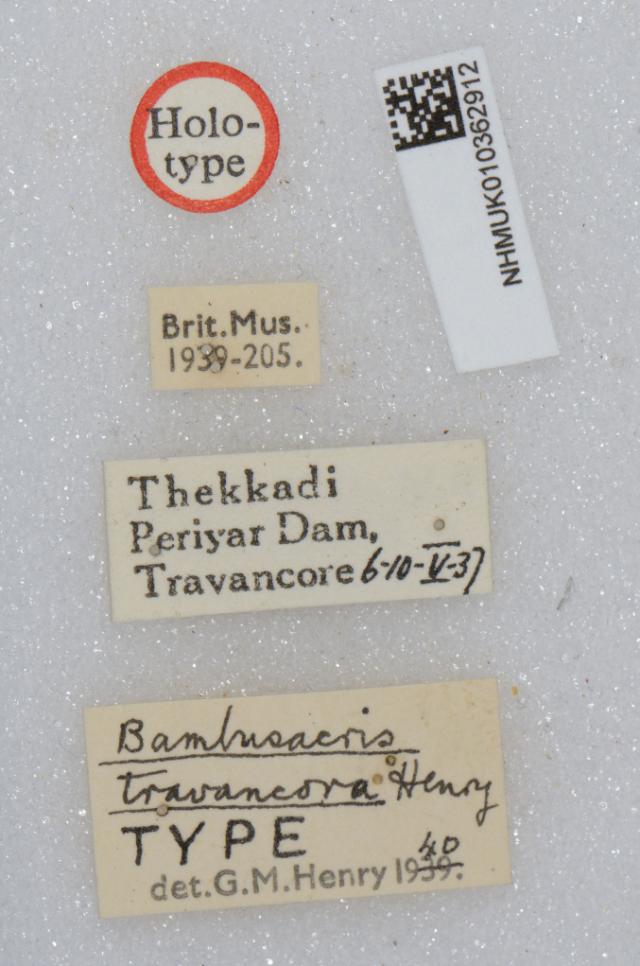 Holo-
type
NHMUK010362912
Brit.Mus.
1939-205.
Thekkadi
Periyar Dam,
Travancore 6-10-V-37
Bambusacris
travancora Henry
TYPE
40
det.G.M.Henry 1939.